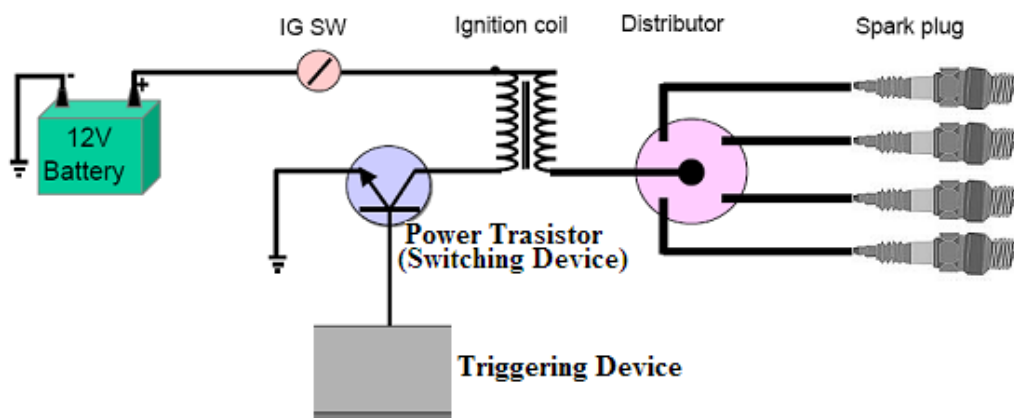 IG SW
Ignition coil
Distributor
Spark plug
-
+
12V
Battery
Power Trasistor
(Switching Device)
Triggering Device